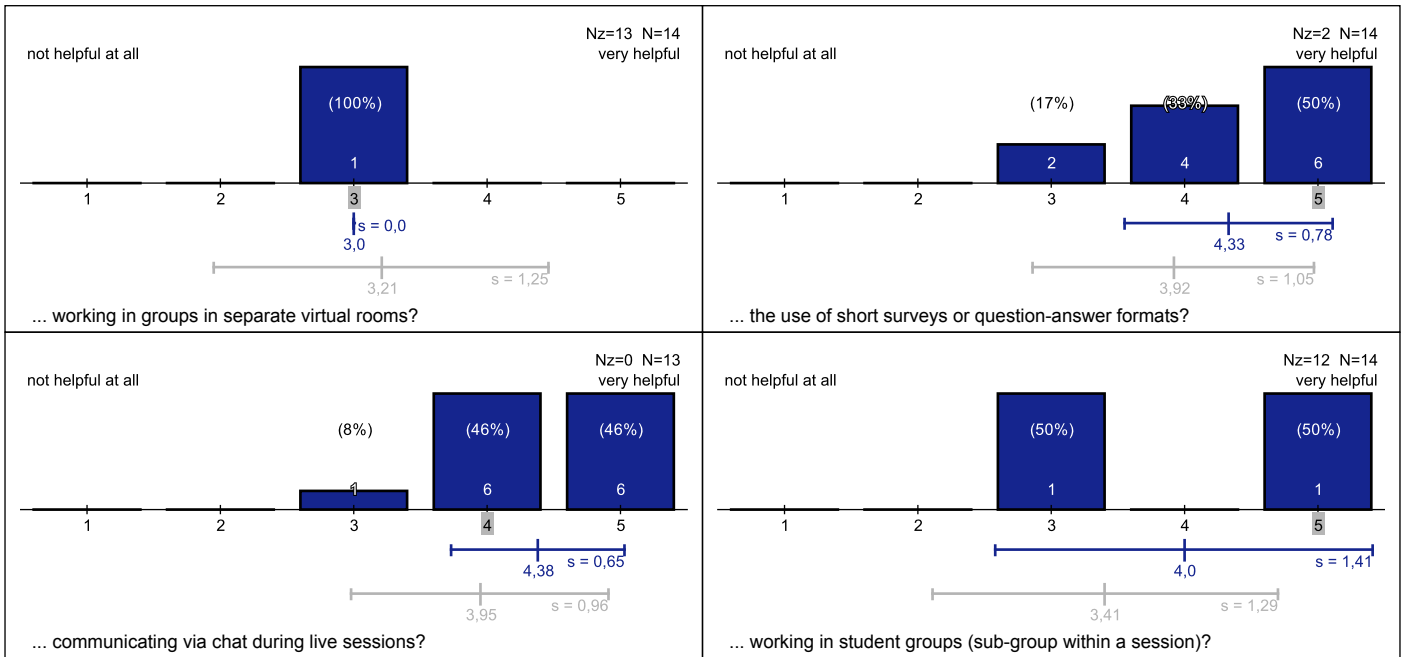 Nz=13 N=14
not helpful at all very helpful
(100%)
1
1 2 3 4 5
s = 0,0
3,0
s = 1,25
3,21
... working in groups in separate virtual rooms?
Nz=2 N=14
not helpful at all very helpful
(17%) (33%) (50%)
2 4 6
1 2 3 4 5
s = 0,78
4,33
s = 1,05
3,92
... the use of short surveys or question-answer formats?
Nz=0 N=13
not helpful at all very helpful
(8%) (46%) (46%)
1 6 6
1 2 3 4 5
s = 0,65
4,38
s = 0,96
3,95
... communicating via chat during live sessions?
Nz=12 N=14
not helpful at all very helpful
(50%) (50%)
1 1
1 2 3 4 5
s = 1,41
4,0
s = 1,29
3,41
... working in student groups (sub-group within a session)?